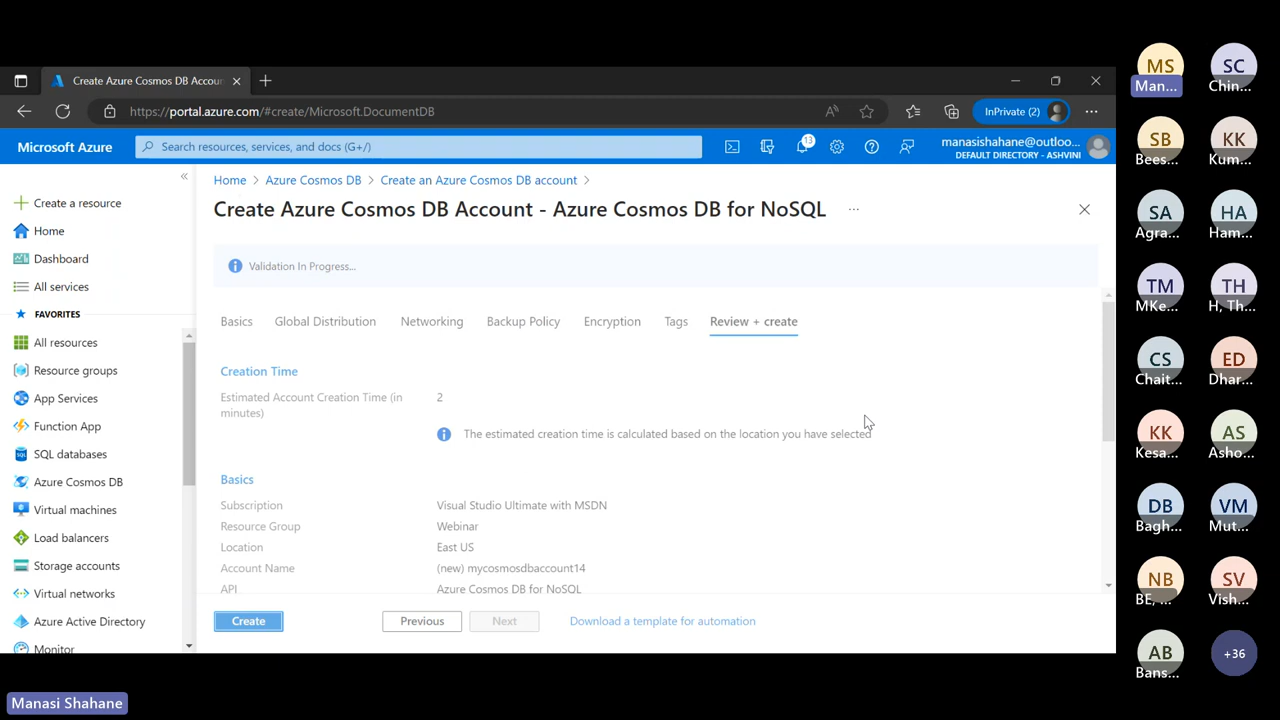 Create Azure Cosmos DB Accou
https://portal.azure.com/#create/Microsoft.DocumentDB
InPrivate (2)
Microsoft Azure
Search resources, services, and docs (G+/)
13
manasishahane@outloo...
DEFAULT DIRECTORY - ASHVINI
Create a resource
Home
Dashboard
All services
FAVORITES
All resources
Resource groups
App Services
Function App
SQL databases
Azure Cosmos DB
Virtual machines
Load balancers
Storage accounts
Virtual networks
Azure Active Directory
Monitor
Home > Azure Cosmos DB > Create an Azure Cosmos DB account >
Create Azure Cosmos DB Account - Azure Cosmos DB for NoSQL ...
Validation In Progress...
Basics Global Distribution Networking Backup Policy Encryption Tags Review + create
Creation Time
Estimated Account Creation Time (in minutes) 2
The estimated creation time is calculated based on the location you have selected
Basics
Subscription Visual Studio Ultimate with MSDN
Resource Group Webinar
Location East US
Account Name (new) mycosmosdbaccount14
API Azure Cosmos DB for NoSQL
Create Previous Next Download a template for automation
MS SC
Man... Chin...
SB KK
Bees... Kum...
SA HA
Agra... Ham...
TM TH
MKe... H, Th...
CS ED
Chait... Dhar...
KK AS
Kesa... Asho...
DB VM
Bagh... Mut...
NB SV
BE, ... Vish...
AB +36
Bans...
Manasi Shahane